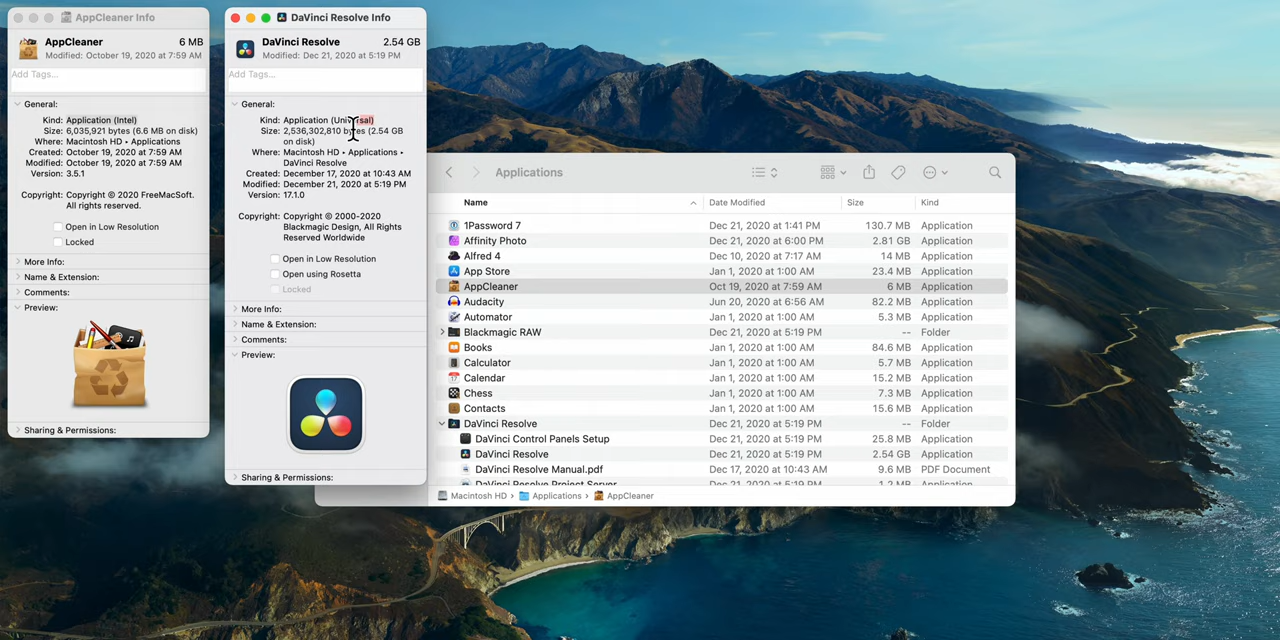 AppCleaner Info
AppCleaner 6 MB
Modified: October 19, 2020 at 7:59 AM
Add Tags...
General:
Kind: Application (Intel)
Size: 6,035,921 bytes (6.6 MB on disk)
Where: Macintosh HD • Applications
Created: October 19, 2020 at 7:59 AM
Modified: October 19, 2020 at 7:59 AM
Version: 3.5.1
Copyright: Copyright © 2020 FreeMacSoft.
All rights reserved.
Open in Low Resolution
Locked
More Info:
Name & Extension:
Comments:
Preview:
Sharing & Permissions:
DaVinci Resolve Info
DaVinci Resolve 2.54 GB
Modified: Dec 21, 2020 at 5:19 PM
Add Tags...
General:
Kind: Application (Universal)
Size: 2,536,302,810 bytes (2.54 GB
on disk)
Where: Macintosh HD • Applications •
DaVinci Resolve
Created: December 17, 2020 at 10:43 AM
Modified: December 21, 2020 at 5:19 PM
Version: 17.1.0
Copyright: Copyright © 2000-2020
Blackmagic Design, All Rights
Reserved Worldwide
Open in Low Resolution
Open using Rosetta
Locked
More Info:
Name & Extension:
Comments:
Preview:
Sharing & Permissions:
Applications
Name Date Modified Size Kind
1Password 7 Dec 21, 2020 at 1:41 PM 130.7 MB Application
Affinity Photo Dec 21, 2020 at 6:00 PM 2.81 GB Application
Alfred 4 Dec 10, 2020 at 7:17 AM 14 MB Application
App Store Jan 1, 2020 at 1:00 AM 23.4 MB Application
AppCleaner Oct 19, 2020 at 7:59 AM 6 MB Application
Audacity Jun 20, 2020 at 6:56 AM 82.2 MB Application
Automator Jan 1, 2020 at 1:00 AM 5.3 MB Application
Blackmagic RAW Dec 21, 2020 at 5:19 PM -- Folder
Books Jan 1, 2020 at 1:00 AM 84.6 MB Application
Calculator Jan 1, 2020 at 1:00 AM 5.7 MB Application
Calendar Jan 1, 2020 at 1:00 AM 15.2 MB Application
Chess Jan 1, 2020 at 1:00 AM 7.3 MB Application
Contacts Jan 1, 2020 at 1:00 AM 15.6 MB Application
DaVinci Resolve Dec 21, 2020 at 5:19 PM -- Folder
DaVinci Control Panels Setup Dec 21, 2020 at 5:19 PM 25.8 MB Application
DaVinci Resolve Dec 21, 2020 at 5:19 PM 2.54 GB Application
DaVinci Resolve Manual.pdf Dec 17, 2020 at 10:43 AM 9.6 MB PDF Document
DaVinci Resolve Project Server Dec 21, 2020 at 5:19 PM 1.2 MB Application
Macintosh HD › Applications › AppCleaner